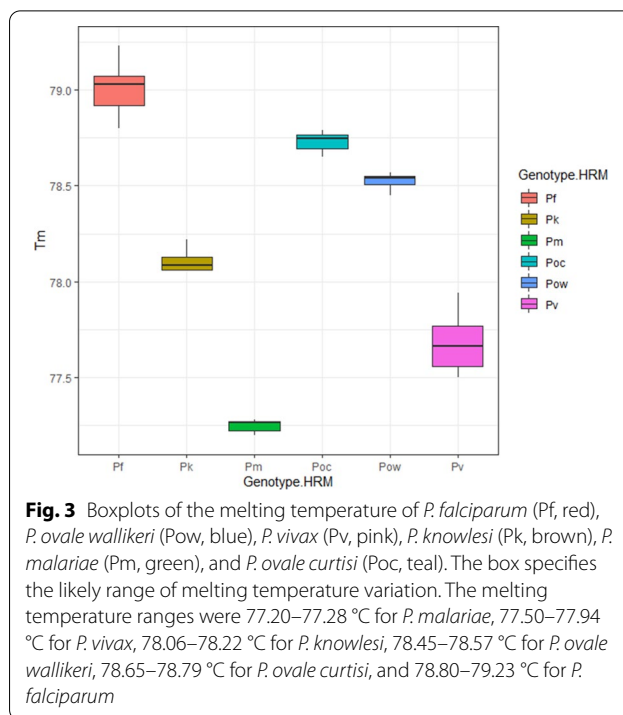 79.0
78.5
78.0
77.5
Tm
Pf Pk Pm Poc Pow Pv
Genotype.HRM
Genotype.HRM
Pf
Pk
Pm
Poc
Pow
Pv
Fig. 3 Boxplots of the melting temperature of P. falciparum (Pf, red),
P. ovale wallikeri (Pow, blue), P. vivax (Pv, pink), P. knowlesi (Pk, brown), P.
malariae (Pm, green), and P. ovale curtisi (Poc, teal). The box specifies
the likely range of melting temperature variation. The melting
temperature ranges were 77.20–77.28 °C for P. malariae, 77.50–77.94
°C for P. vivax, 78.06–78.22 °C for P. knowlesi, 78.45–78.57 °C for P. ovale
wallikeri, 78.65–78.79 °C for P. ovale curtisi, and 78.80–79.23 °C for P.
falciparum